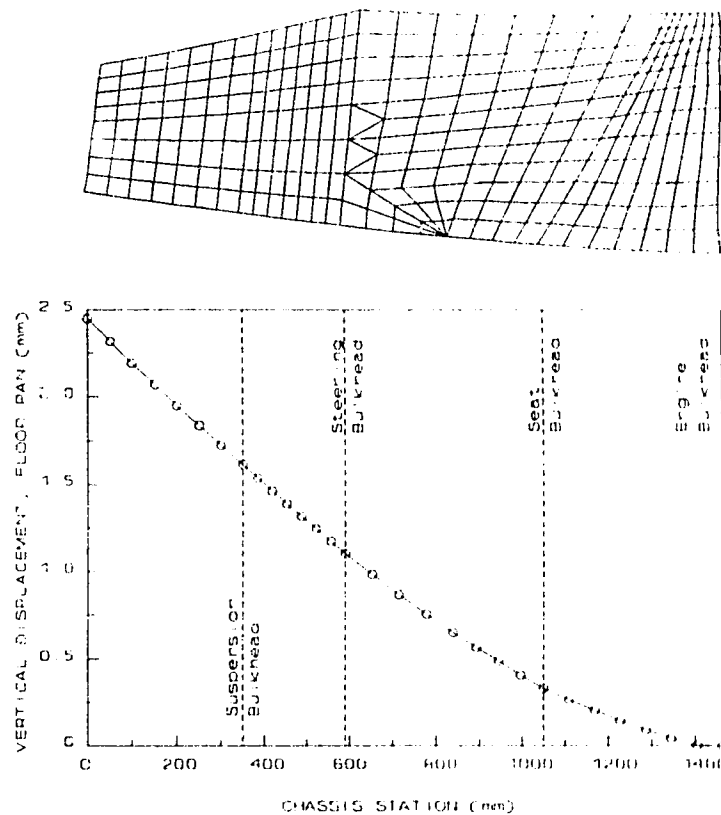 2 5
2 0
1 5
1 0
0 5
0
VERTICAL DISPLACEMENT, FLOOR PAN (mm)
Suspension
Bulkhead
Steering
Bulkhead
Seat
Bulkhead
Engine
Bulkhead
0 200 400 600 800 1000 1200 1400
CHASSIS STATION (mm)